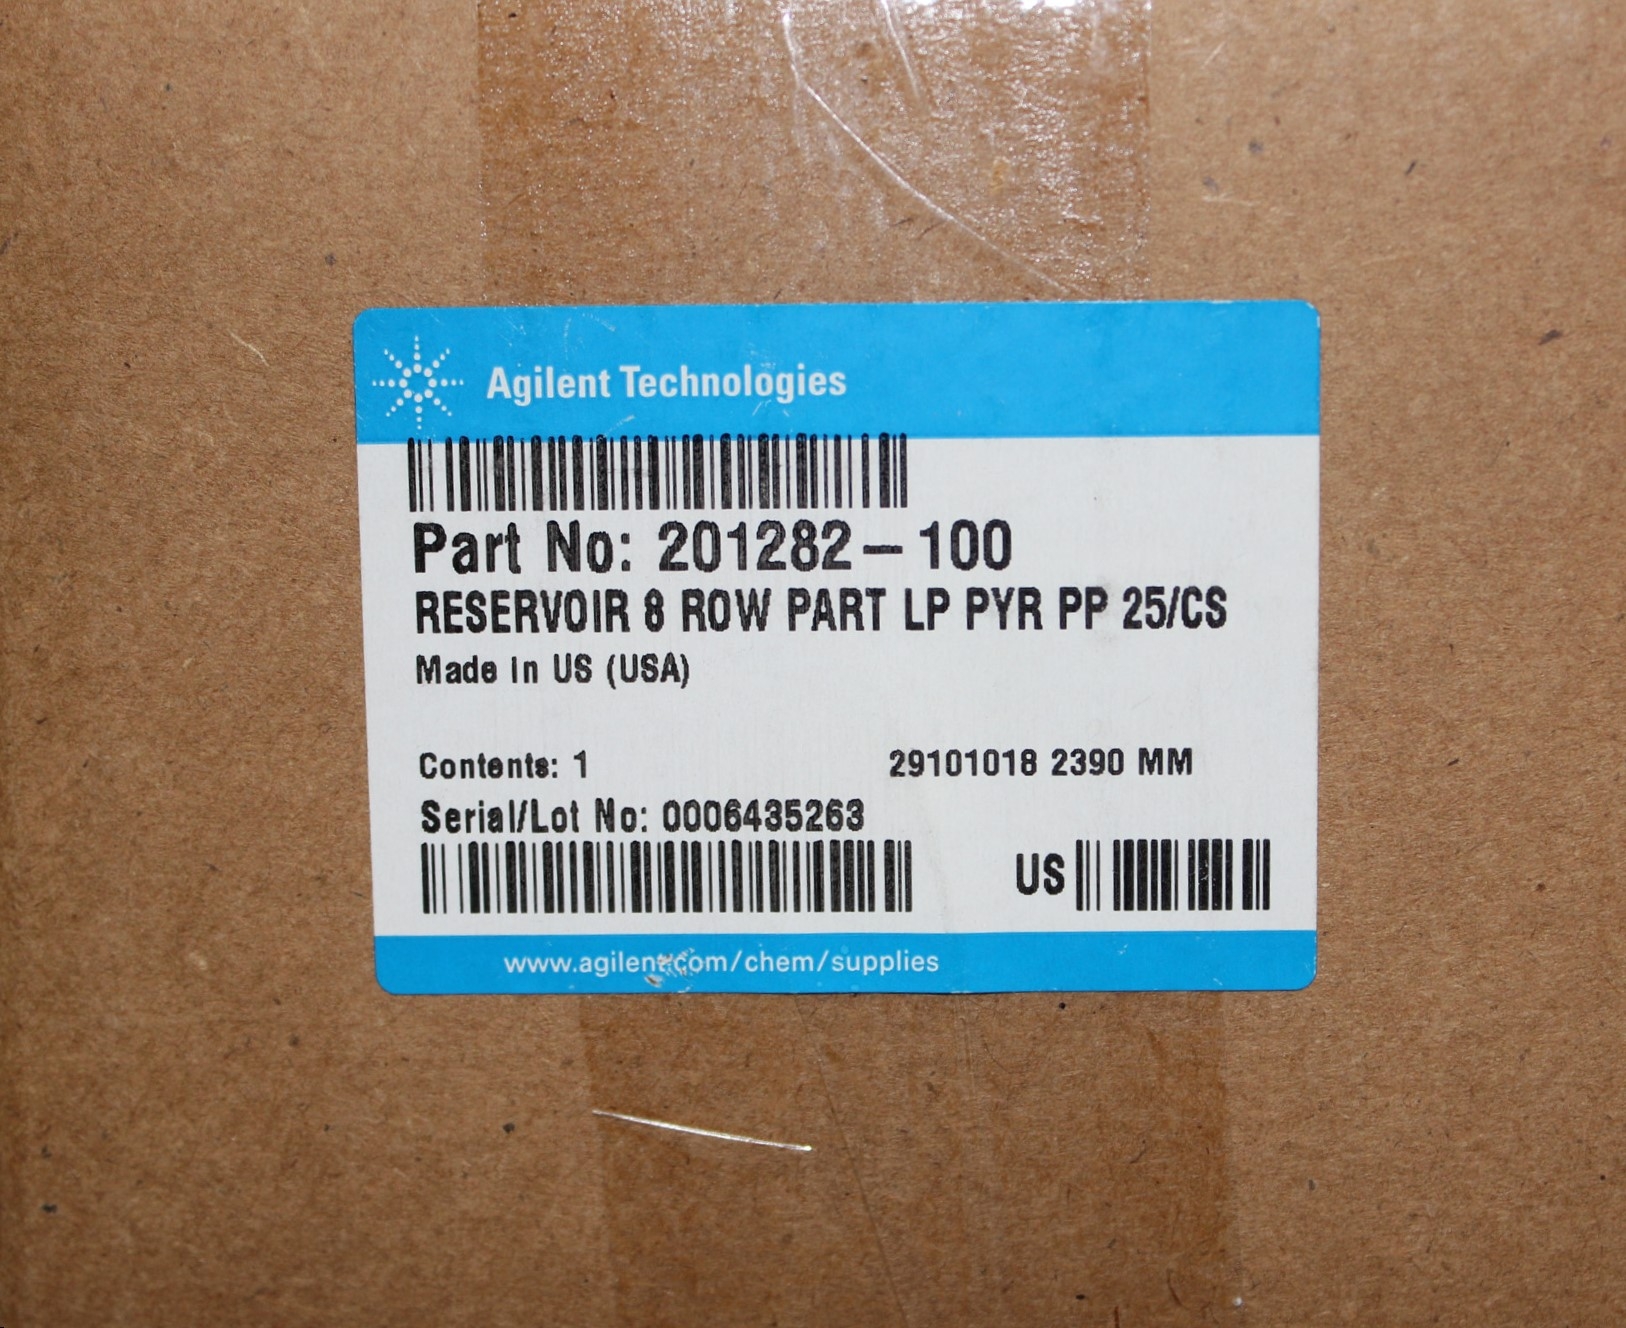 Agilent Technologies
Part No: 201282-100
RESERVOIR 8 ROW PART LP PYR PP 25/CS
Made in US (USA)
Contents: 1 29101018 2390 MM
Serial/Lot No: 0006435263
US
www.agilent.com/chem/supplies